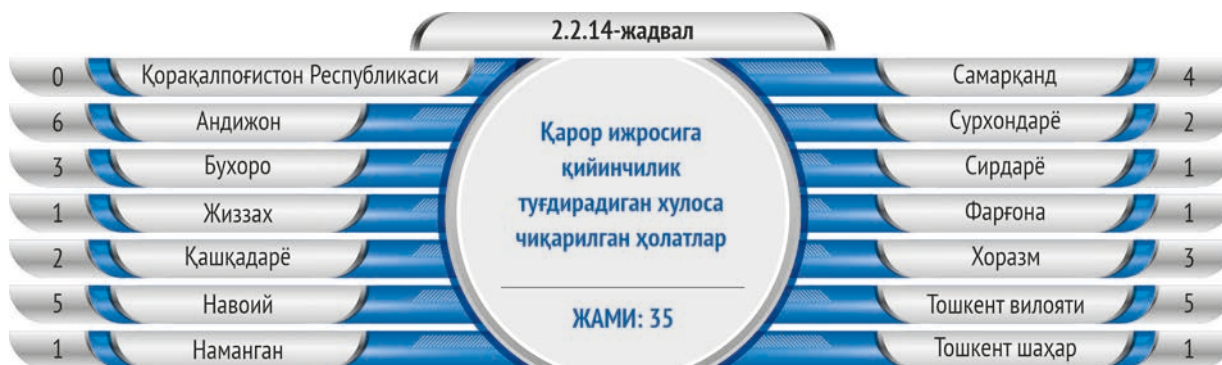 2.2.14-жадвал
0 Қорақалпоғистон Республикаси
6 Андижон
3 Бухоро
1 Жиззах
2 Қашқадарё
5 Навоий
1 Наманган
Қарор ижросига
қийинчилик
туғдирадиган хулоса
чиқарилган ҳолатлар
ЖАМИ: 35
Самарқанд 4
Сурхондарё 2
Сирдарё 1
Фарғона 1
Хоразм 3
Тошкент вилояти 5
Тошкент шаҳар 1